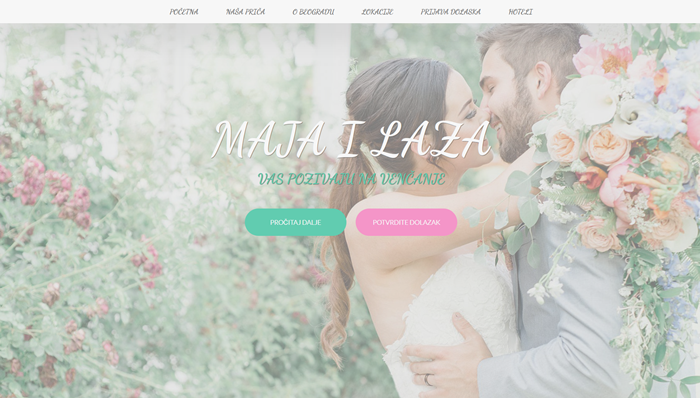 POČETNA NAŠA PRIČA O BEOGRADU LOKACIJE PRIJAVA DOLASKA HOTELI
MAJA I LAZA
VAS POZIVAJU NA VENČANJE
PROČITAJ DALJE POTVRDITE DOLAZAK